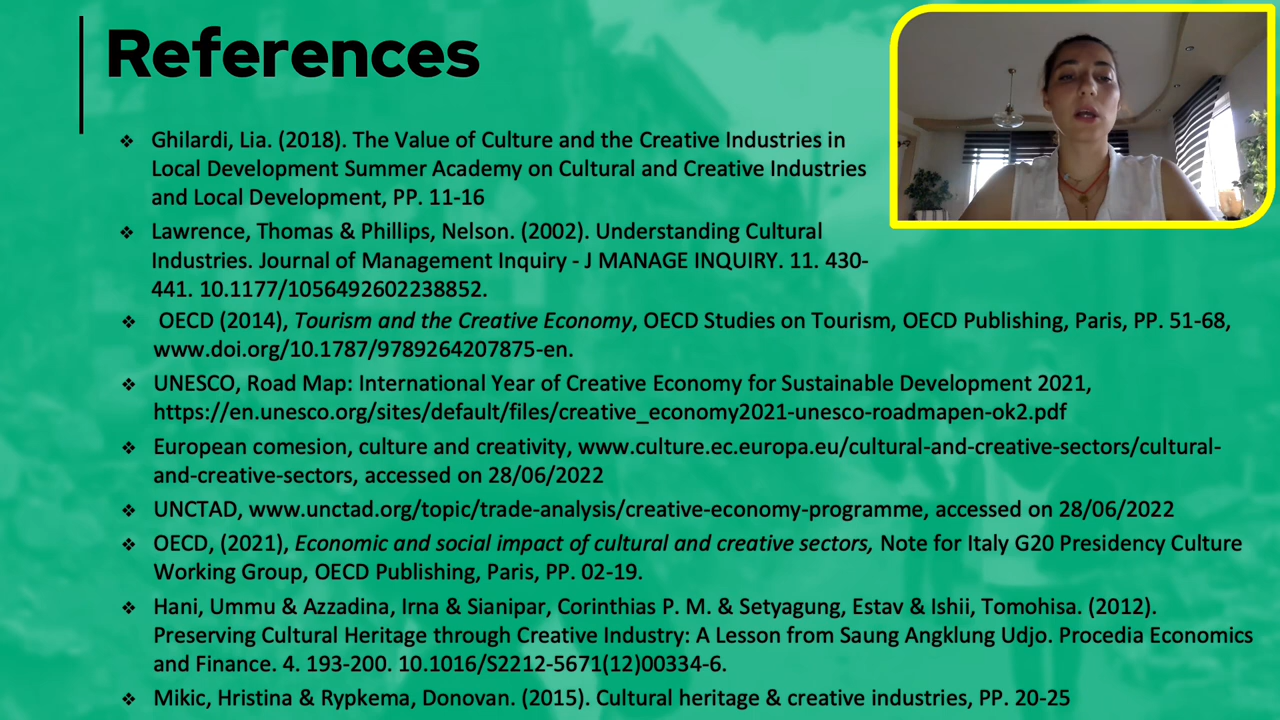 References
❖ Ghilardi, Lia. (2018). The Value of Culture and the Creative Industries in
Local Development Summer Academy on Cultural and Creative Industries
and Local Development, PP. 11-16
❖ Lawrence, Thomas & Phillips, Nelson. (2002). Understanding Cultural
Industries. Journal of Management Inquiry - J MANAGE INQUIRY. 11. 430-
441. 10.1177/1056492602238852.
❖ OECD (2014), Tourism and the Creative Economy, OECD Studies on Tourism, OECD Publishing, Paris, PP. 51-68,
www.doi.org/10.1787/9789264207875-en.
❖ UNESCO, Road Map: International Year of Creative Economy for Sustainable Development 2021,
https://en.unesco.org/sites/default/files/creative_economy2021-unesco-roadmapen-ok2.pdf
❖ European comesion, culture and creativity, www.culture.ec.europa.eu/cultural-and-creative-sectors/cultural-
and-creative-sectors, accessed on 28/06/2022
❖ UNCTAD, www.unctad.org/topic/trade-analysis/creative-economy-programme, accessed on 28/06/2022
❖ OECD, (2021), Economic and social impact of cultural and creative sectors, Note for Italy G20 Presidency Culture
Working Group, OECD Publishing, Paris, PP. 02-19.
❖ Hani, Ummu & Azzadina, Irna & Sianipar, Corinthias P. M. & Setyagung, Estav & Ishii, Tomohisa. (2012).
Preserving Cultural Heritage through Creative Industry: A Lesson from Saung Angklung Udjo. Procedia Economics
and Finance. 4. 193-200. 10.1016/S2212-5671(12)00334-6.
❖ Mikic, Hristina & Rypkema, Donovan. (2015). Cultural heritage & creative industries, PP. 20-25